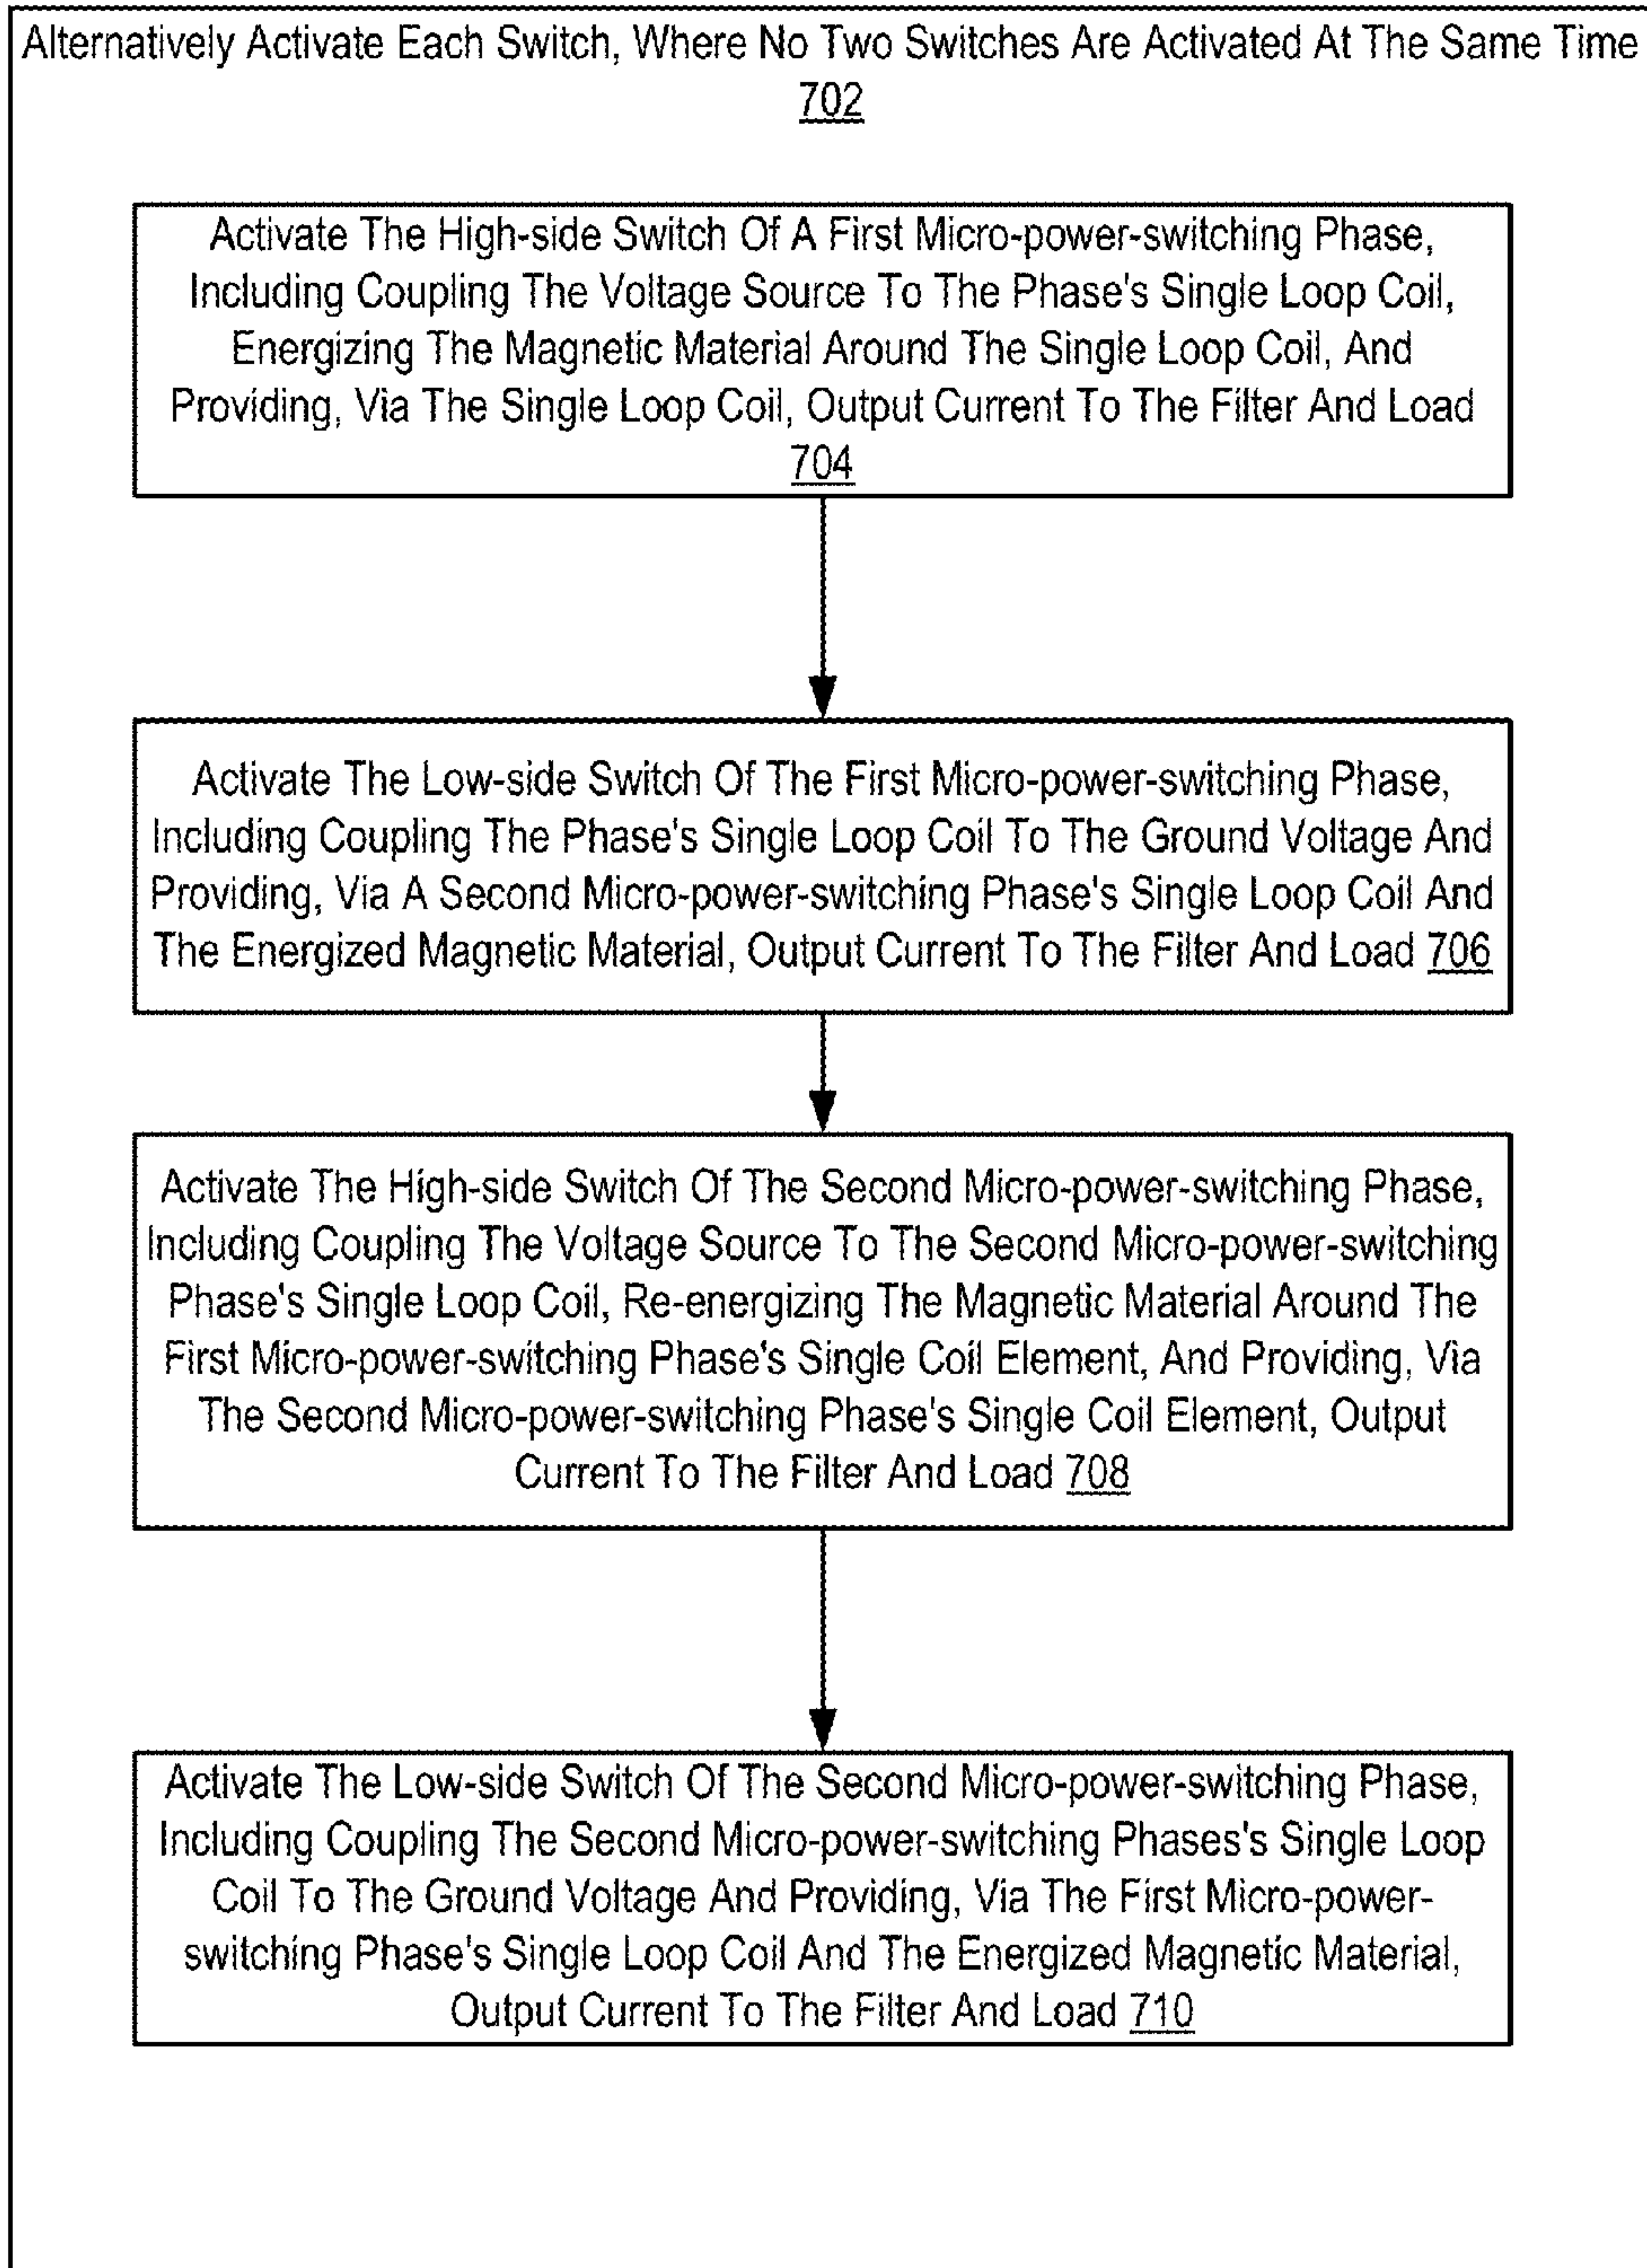 Alternatively Activate Each Switch, Where No Two Switches Are Activated At The Same Time
702
Activate The High-side Switch Of A First Micro-power-switching Phase,
Including Coupling The Voltage Source To The Phase's Single Loop Coil,
Energizing The Magnetic Material Around The Single Loop Coil, And
Providing, Via The Single Loop Coil, Output Current To The Filter And Load
704
Activate The Low-side Switch Of The First Micro-power-switching Phase,
Including Coupling The Phase's Single Loop Coil To The Ground Voltage And
Providing, Via A Second Micro-power-switching Phase's Single Loop Coil And
The Energized Magnetic Material, Output Current To The Filter And Load 706
Activate The High-side Switch Of The Second Micro-power-switching Phase,
Including Coupling The Voltage Source To The Second Micro-power-switching
Phase's Single Loop Coil, Re-energizing The Magnetic Material Around The
First Micro-power-switching Phase's Single Coil Element, And Providing, Via
The Second Micro-power-switching Phase's Single Coil Element, Output
Current To The Filter And Load 708
Activate The Low-side Switch Of The Second Micro-power-switching Phase,
Including Coupling The Second Micro-power-switching Phases's Single Loop
Coil To The Ground Voltage And Providing, Via The First Micro-power-
switching Phase's Single Loop Coil And The Energized Magnetic Material,
Output Current To The Filter And Load 710